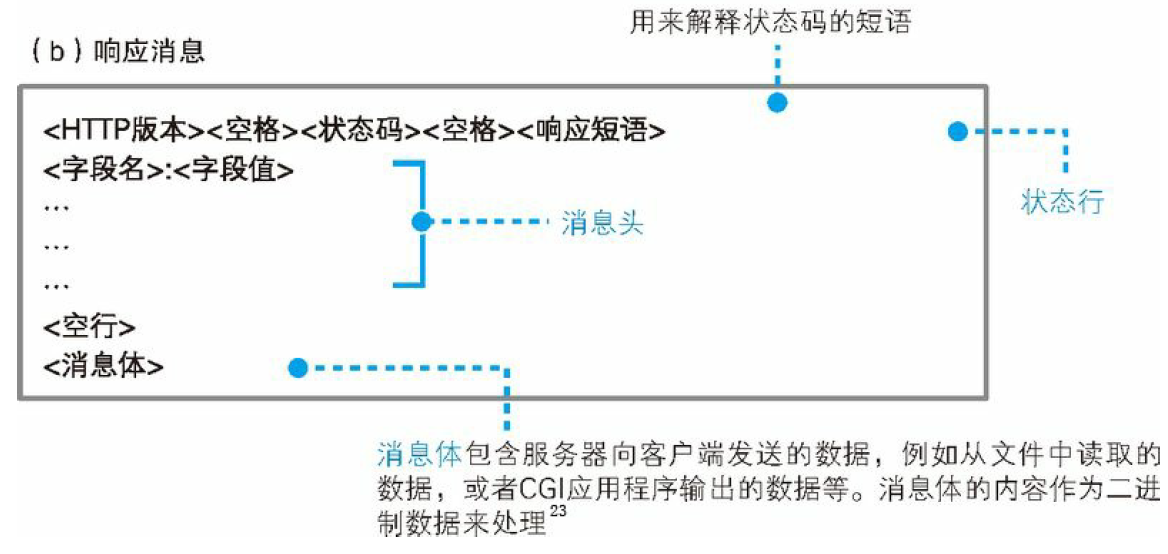 用来解释状态码的短语
（b）响应消息
<HTTP版本><空格><状态码><空格><响应短语>
<字段名>:<字段值>
…
…
…
消息头
状态行
<空行>
<消息体>
消息体包含服务器向客户端发送的数据，例如从文件中读取的
数据，或者CGI应用程序输出的数据等。消息体的内容作为二进
制数据来处理23